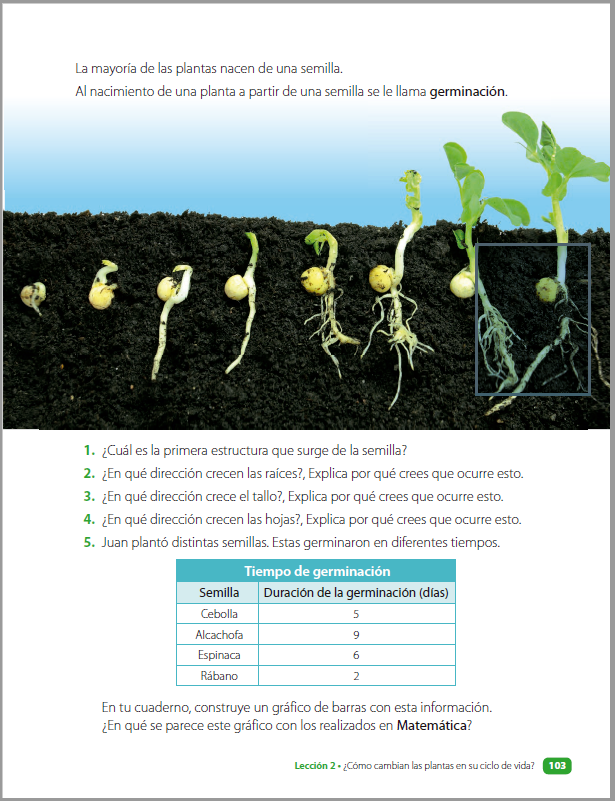 La mayoría de las plantas nacen de una semilla.
Al nacimiento de una planta a partir de una semilla se le llama germinación.
1. ¿Cuál es la primera estructura que surge de la semilla?
2. ¿En qué dirección crecen las raíces?, Explica por qué crees que ocurre esto.
3. ¿En qué dirección crece el tallo?, Explica por qué crees que ocurre esto.
4. ¿En qué dirección crecen las hojas?, Explica por qué crees que ocurre esto.
5. Juan plantó distintas semillas. Estas germinaron en diferentes tiempos.
Tiempo de germinación
Semilla Duración de la germinación (días)
Cebolla 5
Alcachofa 9
Espinaca 6
Rábano 2
En tu cuaderno, construye un gráfico de barras con esta información.
¿En qué se parece este gráfico con los realizados en Matemática?
Lección 2 • ¿Cómo cambian las plantas en su ciclo de vida? 103